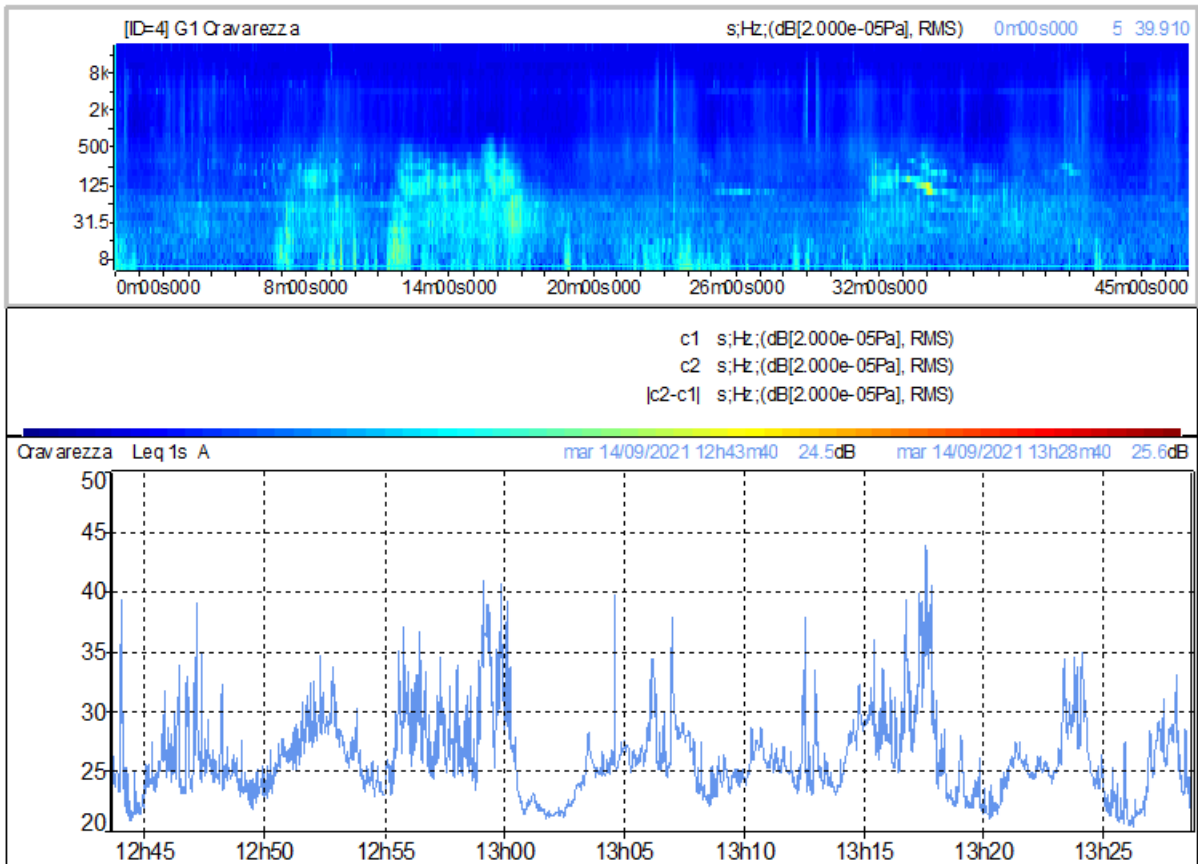 [ID=4] G1 Cravarezza s;Hz;(dB[2.000e-05Pa], RMS) 0m00s000 5 39.910
8k
2k
500
125
31.5
8
0m00s000 8m00s000 14m00s000 20m00s000 26m00s000 32m00s000 45m00s000
c1 s;Hz;(dB[2.000e-05Pa], RMS)
c2 s;Hz;(dB[2.000e-05Pa], RMS)
|c2-c1| s;Hz;(dB[2.000e-05Pa], RMS)
Cravarezza Leq 1s A mar 14/09/2021 12h43m40 24.5dB mar 14/09/2021 13h28m40 25.6dB
50
45
40
35
30
25
20
12h45 12h50 12h55 13h00 13h05 13h10 13h15 13h20 13h25